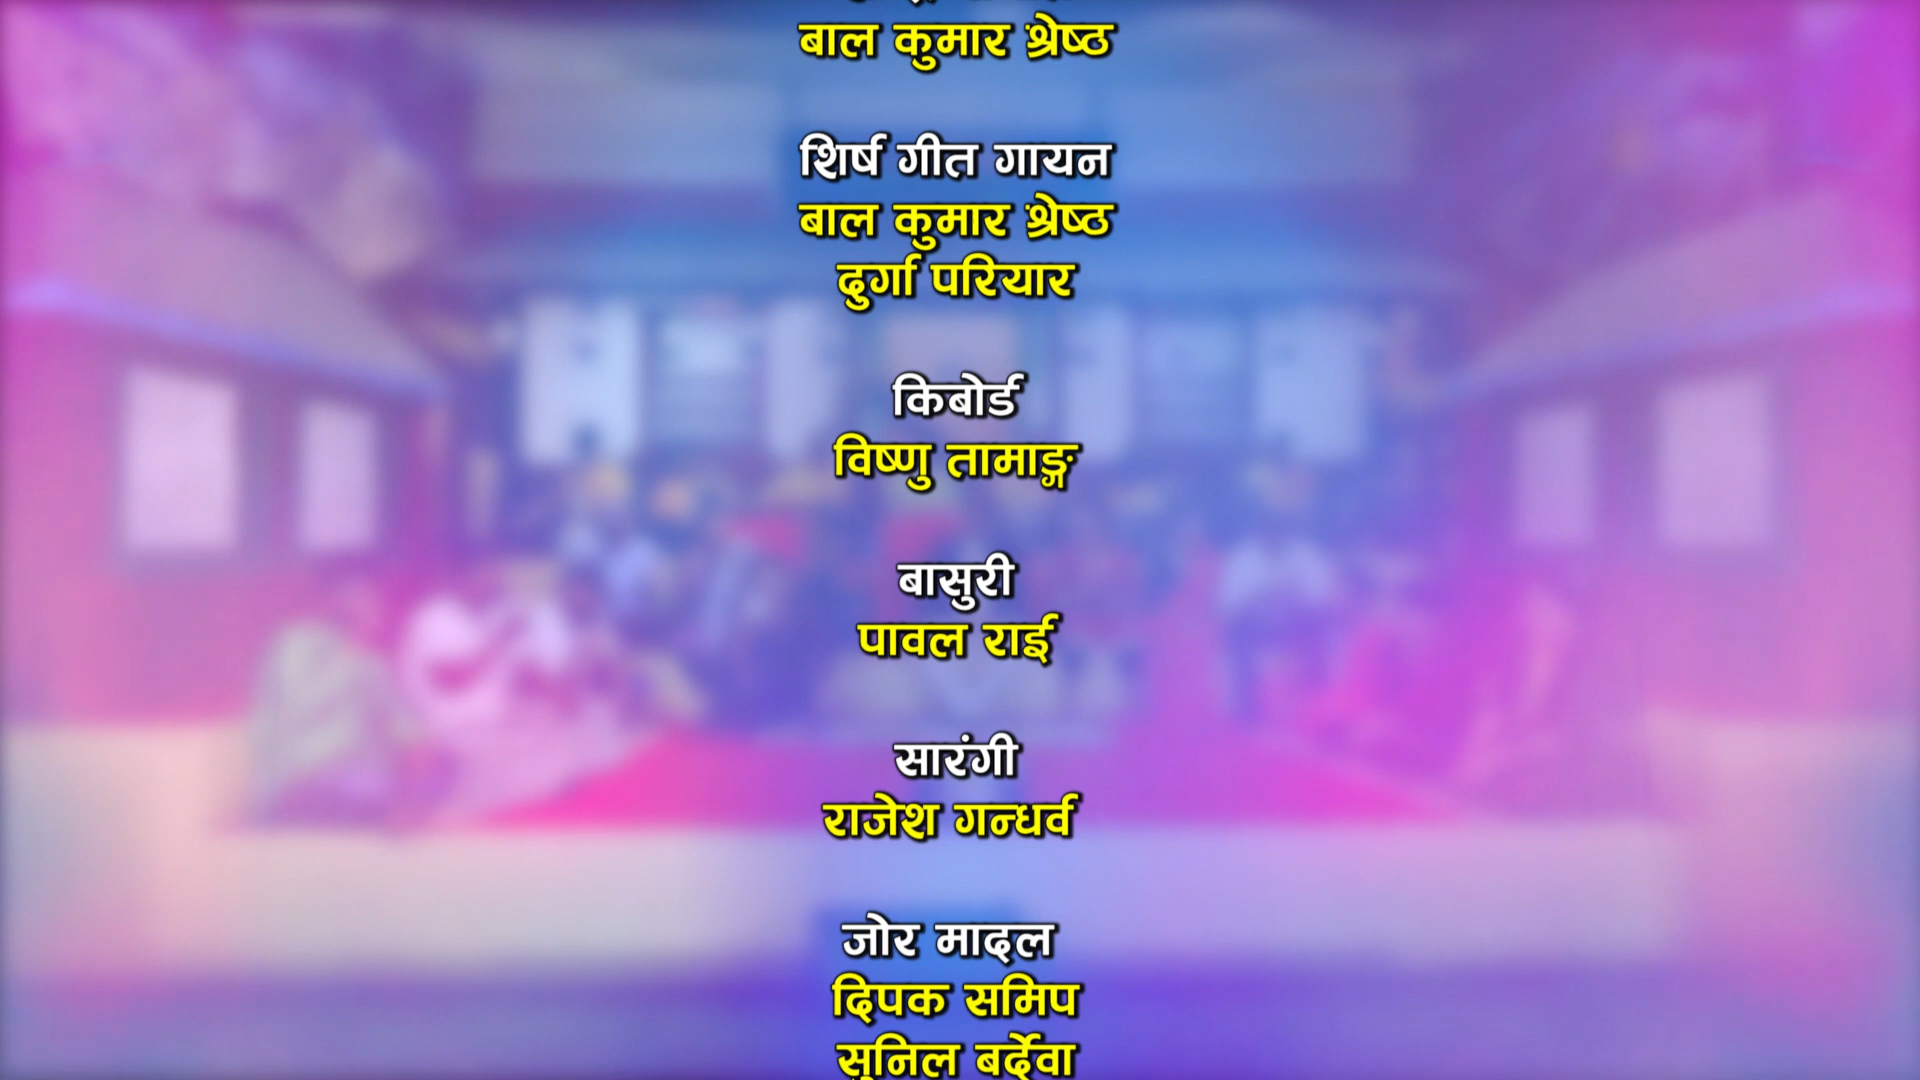 बाल कुमार श्रेष्ठ
शिर्ष गीत गायन
बाल कुमार श्रेष्ठ
दुर्गा परियार
किबोर्ड
विष्णु तामाङ्ग
बासुरी
पावल राई
सारंगी
राजेश गन्धर्व
जोर मादल
दिपक समिप
सुनिल बर्देवा